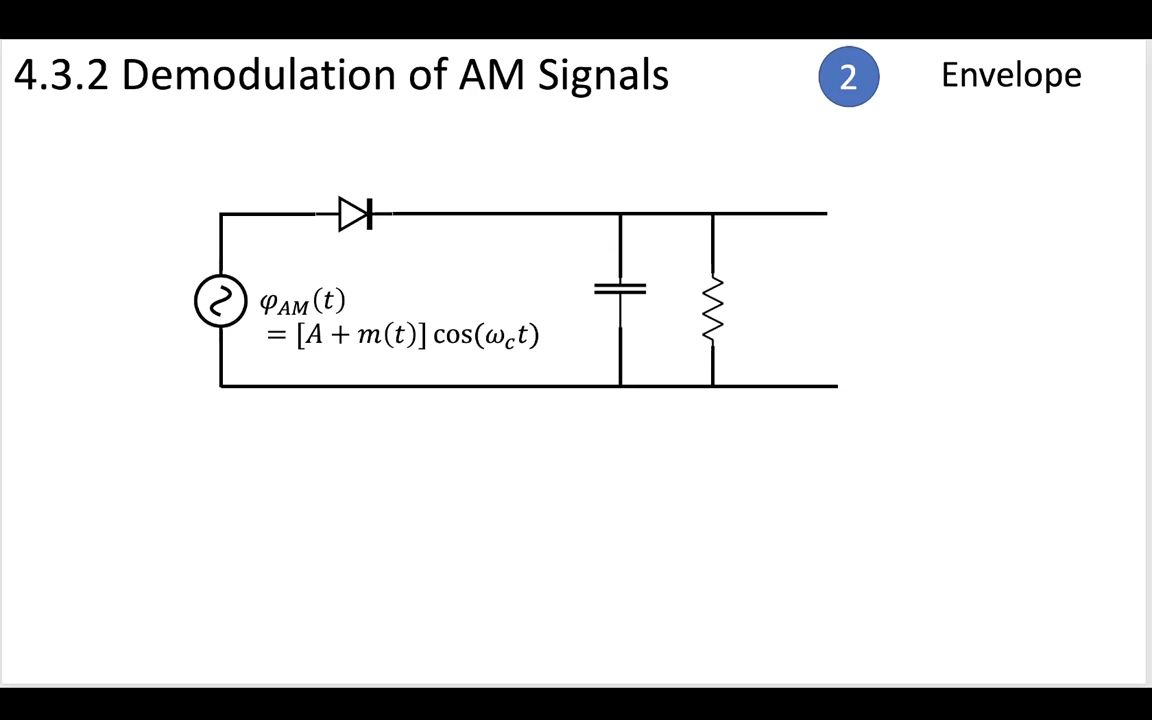 4.3.2 Demodulation of AM Signals
2
Envelope
φ_AM(t)
= [A + m(t)] cos(ω_c t)